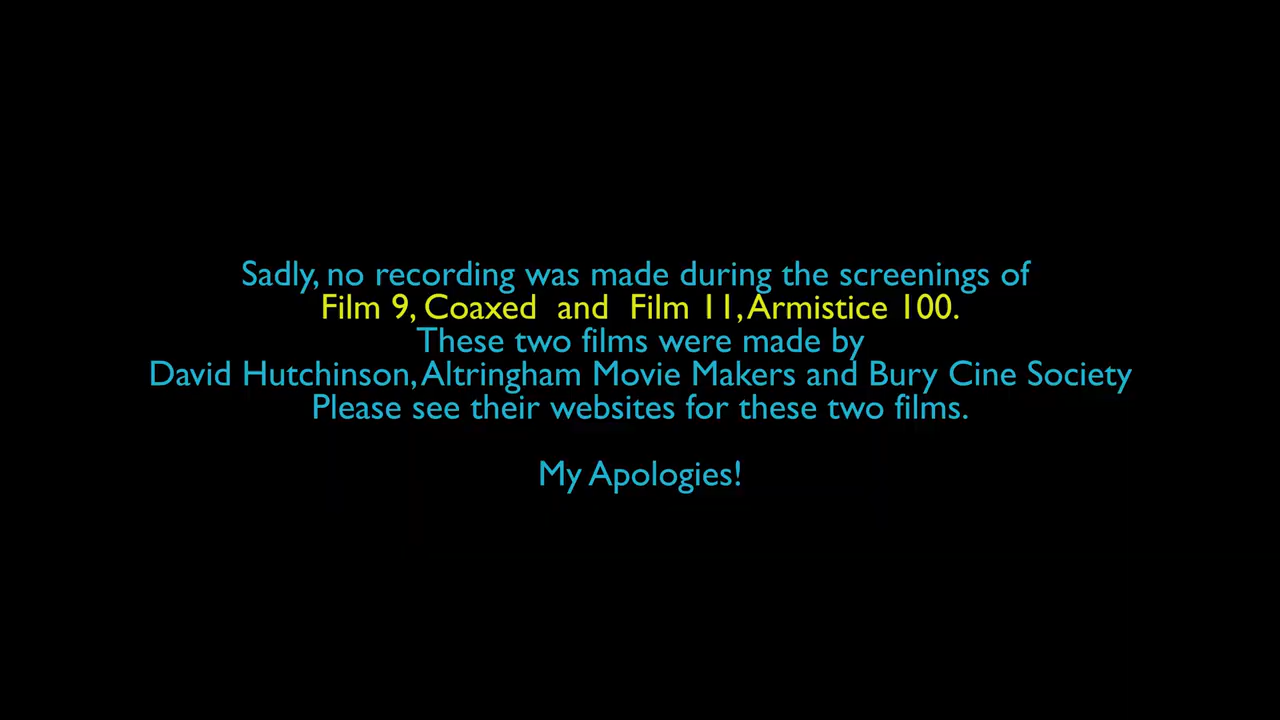 Sadly, no recording was made during the screenings of
Film 9, Coaxed and Film 11, Armistice 100.
These two films were made by
David Hutchinson, Altringham Movie Makers and Bury Cine Society
Please see their websites for these two films.
My Apologies!